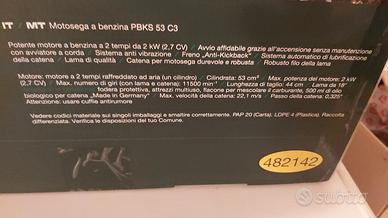 IT / MT Motosega a benzina PBKS 53 C3
Potente motore a benzina a 2 tempi da 2 kW (2,7 CV) / Avvio affidabile grazie all'accensione senza manutenzione
con avviatore a corda / Sistema anti vibrazione / Freno „Anti-Kickback“ / Sistema automatico di lubrificazione
della catena / Lama di qualità / Catena per motosega durevole e robusta / Robusto filo della lama
Motore: motore a 2 tempi raffreddato ad aria (un cilindro) / Cilindrata: 53 cm³ Max. potenza del motore: 2 kW
(2,7 CV) / Max. numero di giri (con lama e catena): 11500 min⁻¹ Lunghezza di taglio: 44 cm / Lama da 18"
fodera protettiva, attrezzi multiuso, flacone per mescolare il carburante, 500 ml di olio
biologico per catena „Made in Germany“ Max. velocità della catena: 22,1 m/s Passo della catena: 0,325"
Attenzione: usare cuffie antirumore
Vedere codici materiale sui singoli imballaggi e smaltire correttamente. PAP 20 (Carta), LDPE 4 (Plastica). Raccolta
differenziata. Verifica le disposizioni del tuo Comune.
482142
subito